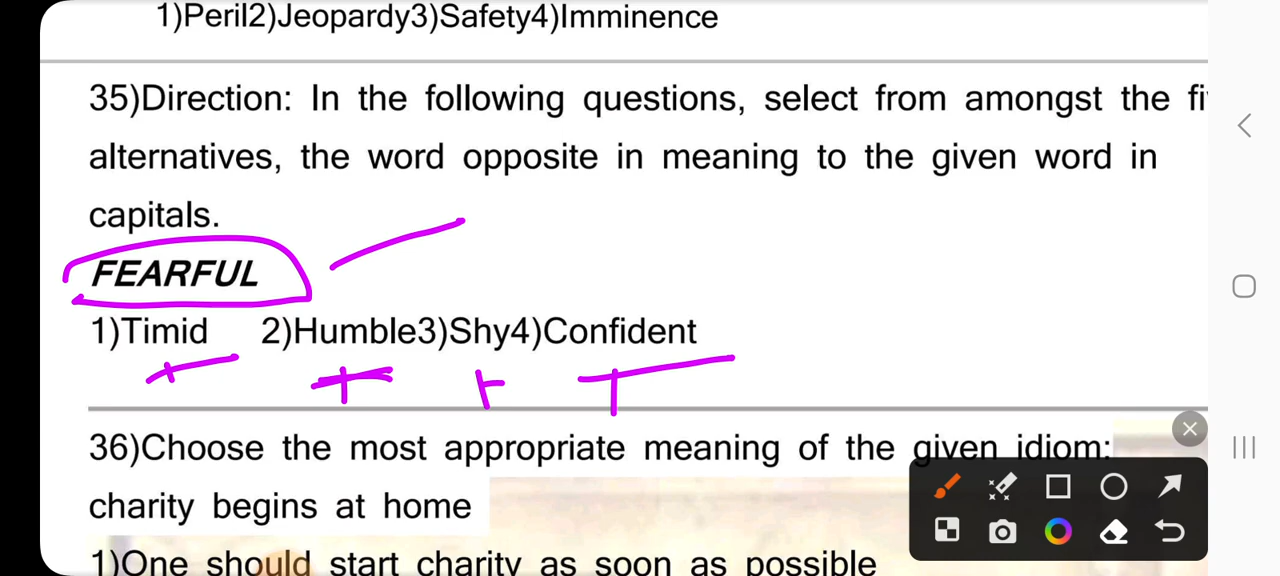 1)Peril2)Jeopardy3)Safety4)Imminence
35)Direction: In the following questions, select from amongst the
alternatives, the word opposite in meaning to the given word in
capitals.
FEARFUL
1)Timid 2)Humble3)Shy4)Confident
36)Choose the most appropriate meaning of the given idiom:
charity begins at home
1)One should start charity as soon as possible